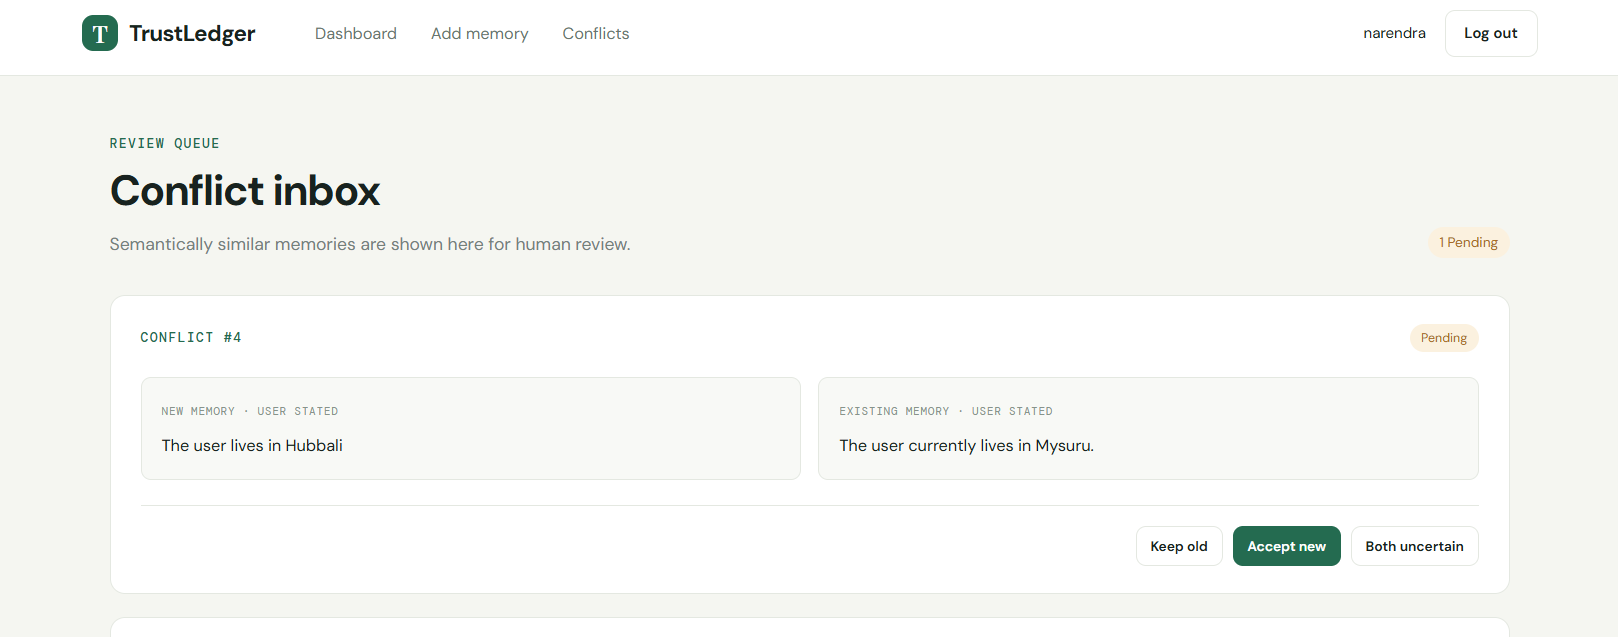 T TrustLedger Dashboard Add memory Conflicts narendra Log out
REVIEW QUEUE
Conflict inbox
Semantically similar memories are shown here for human review.
1 Pending
CONFLICT #4
Pending
NEW MEMORY · USER STATED
The user lives in Hubbali
EXISTING MEMORY · USER STATED
The user currently lives in Mysuru.
Keep old Accept new Both uncertain